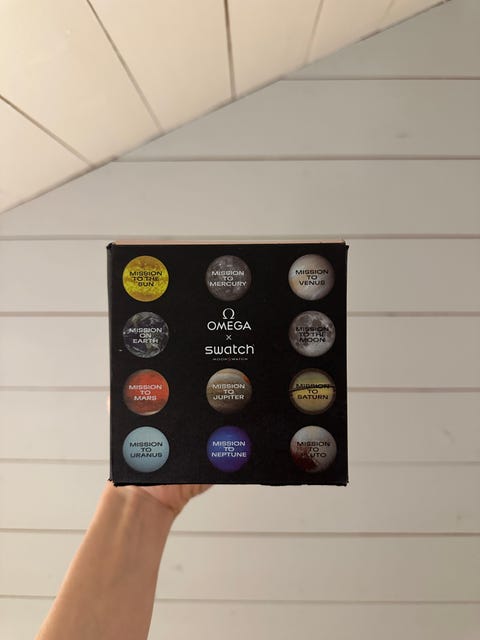 MISSION
TO THE
SUN
MISSION
TO
MERCURY
MISSION
TO
VENUS
MISSION
ON
EARTH
Ω
OMEGA
x
swatch
MOONSWATCH
MISSION
TO THE
MOON
MISSION
TO
MARS
MISSION
TO
JUPITER
MISSION
TO
SATURN
MISSION
TO
URANUS
MISSION
TO
NEPTUNE
MISSION
TO
PLUTO